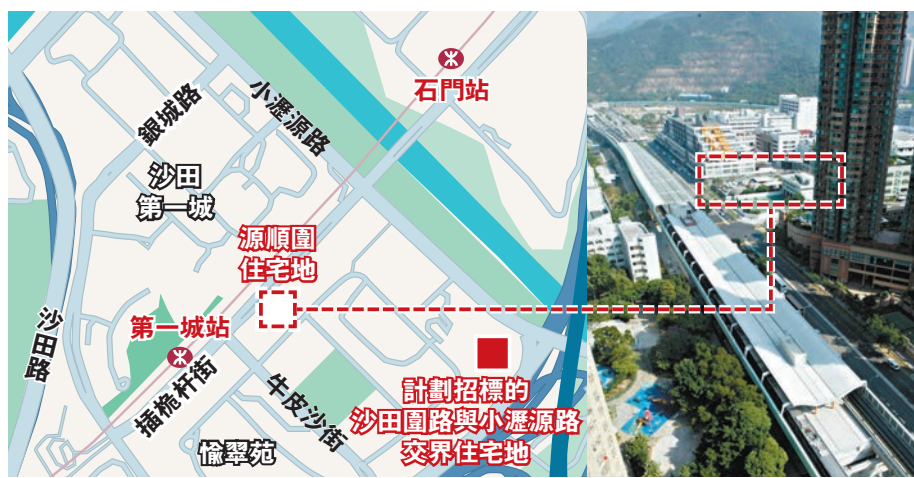 石門站
銀城路
小瀝源路
沙田
第一城
源順圍
住宅地
沙田路
第一城站
插桅杆街
牛皮沙街
愉翠苑
計劃招標的
沙田圍路與小瀝源路
交界住宅地